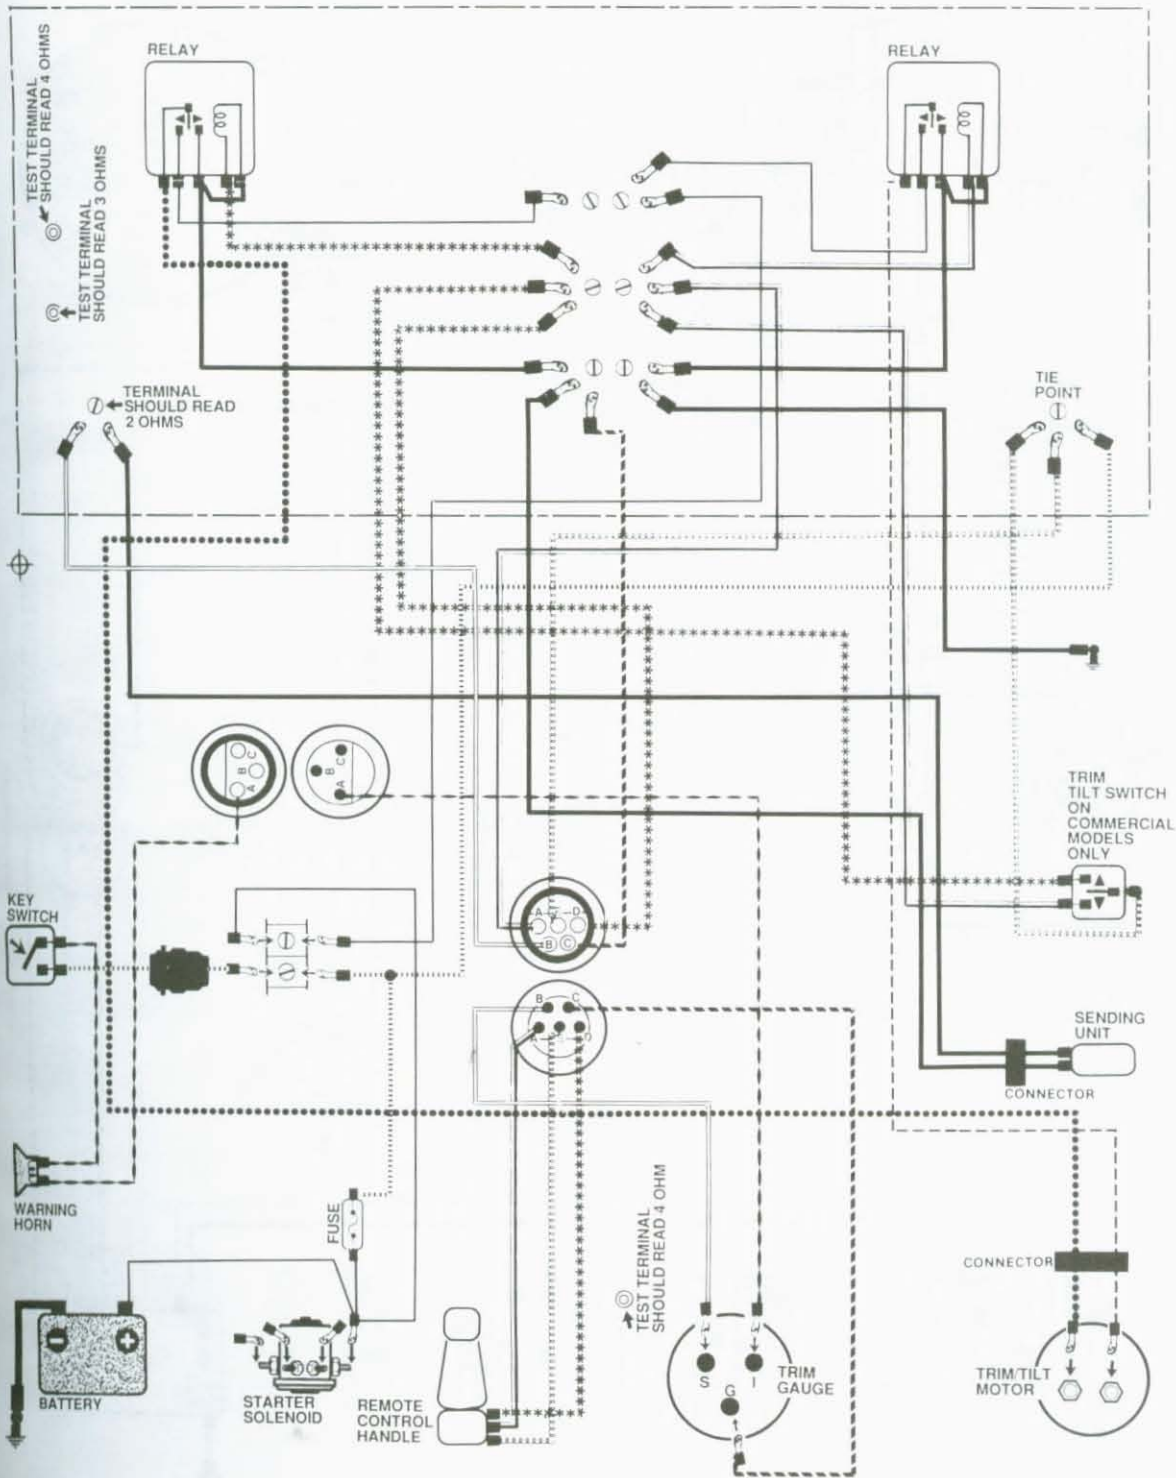 RELAY
RELAY
TEST TERMINAL
SHOULD READ 4 OHMS
TEST TERMINAL
SHOULD READ 3 OHMS
TERMINAL
SHOULD READ
2 OHMS
TIE
POINT
C
B
A
C
B
A
TRIM
TILT SWITCH
ON
COMMERCIAL
MODELS
ONLY
KEY
SWITCH
A
D
B
C
B
C
A
D
SENDING
UNIT
CONNECTOR
WARNING
HORN
FUSE
TEST TERMINAL
SHOULD READ 4 OHM
CONNECTOR
BATTERY
STARTER
SOLENOID
REMOTE
CONTROL
HANDLE
S
I
G
TRIM
GAUGE
TRIM/TILT
MOTOR